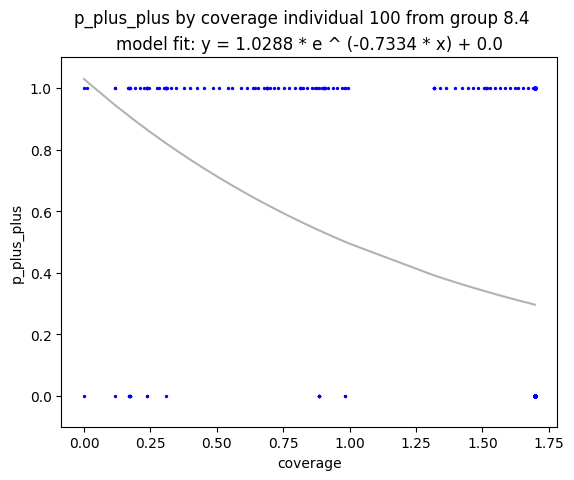 p_plus_plus by coverage individual 100 from group 8.4
model fit: y = 1.0288 * e ^ (-0.7334 * x) + 0.0
1.0
0.8
0.6
0.4
0.2
0.0
p_plus_plus
0.00 0.25 0.50 0.75 1.00 1.25 1.50 1.75
coverage